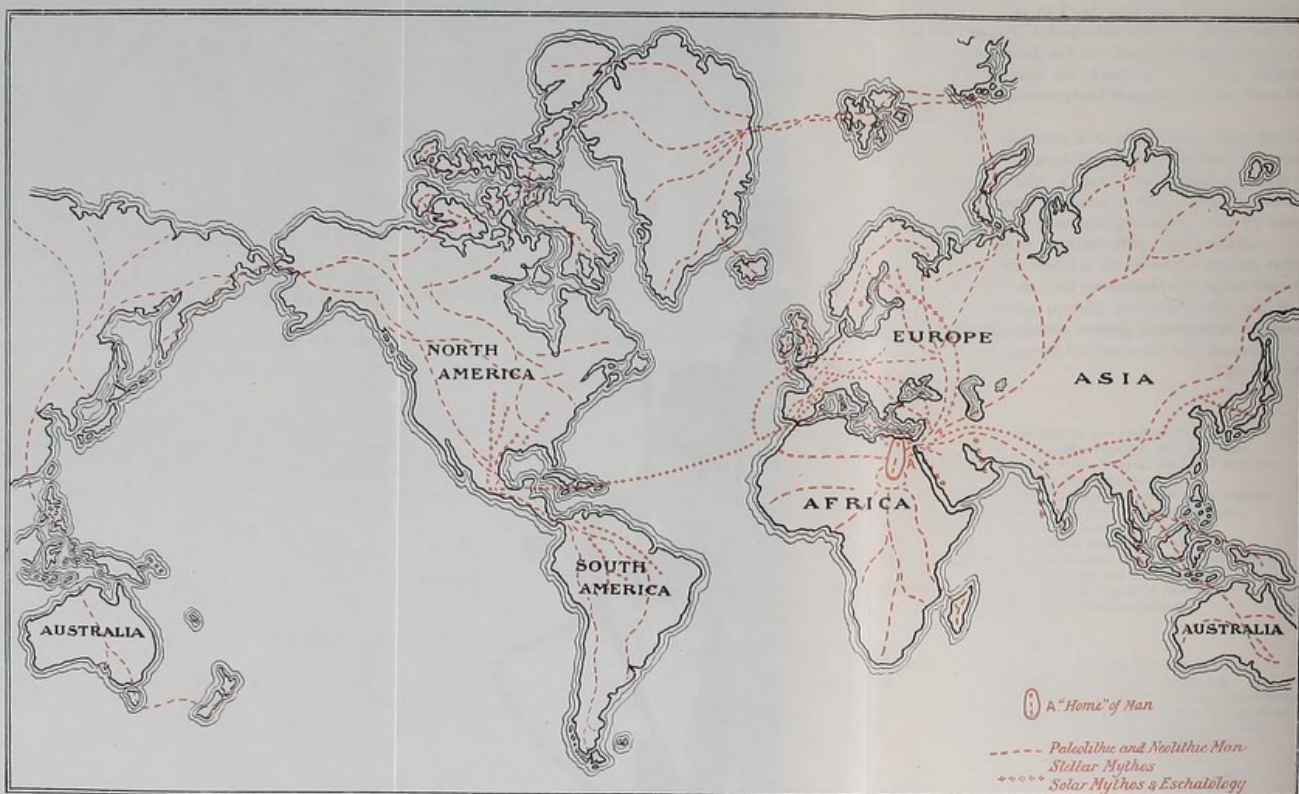 NORTH
AMERICA
EUROPE
ASIA
AFRICA
A
SOUTH
AMERICA
AUSTRALIA
AUSTRALIA
A. "Home" of Man
Paleolithic and Neolithic Man
Stellar Mythos
Solar Mythos & Eschatology